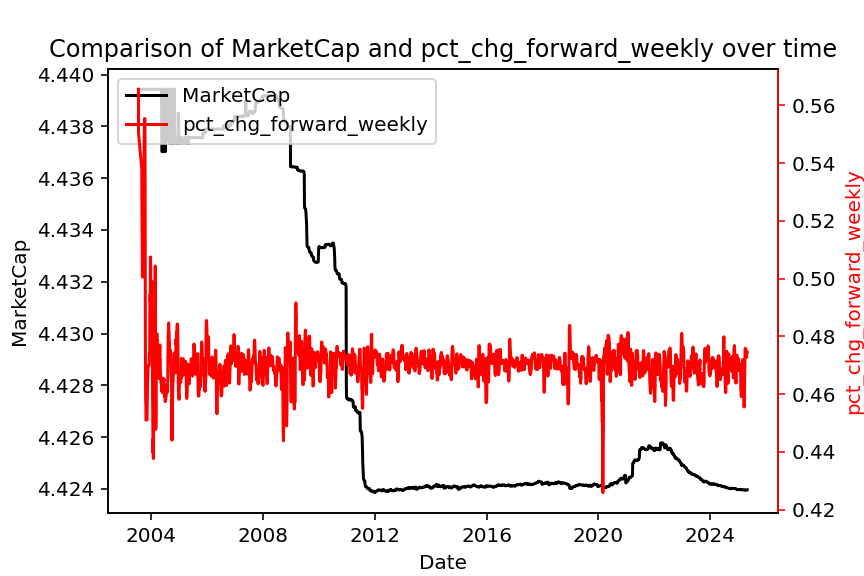 Comparison of MarketCap and pct_chg_forward_weekly over time
MarketCap
pct_chg_forward_weekly
4.440
4.438
4.436
4.434
4.432
4.430
4.428
4.426
4.424
MarketCap
0.56
0.54
0.52
0.50
0.48
0.46
0.44
0.42
pct_chg_forward_weekly
2004 2008 2012 2016 2020 2024
Date